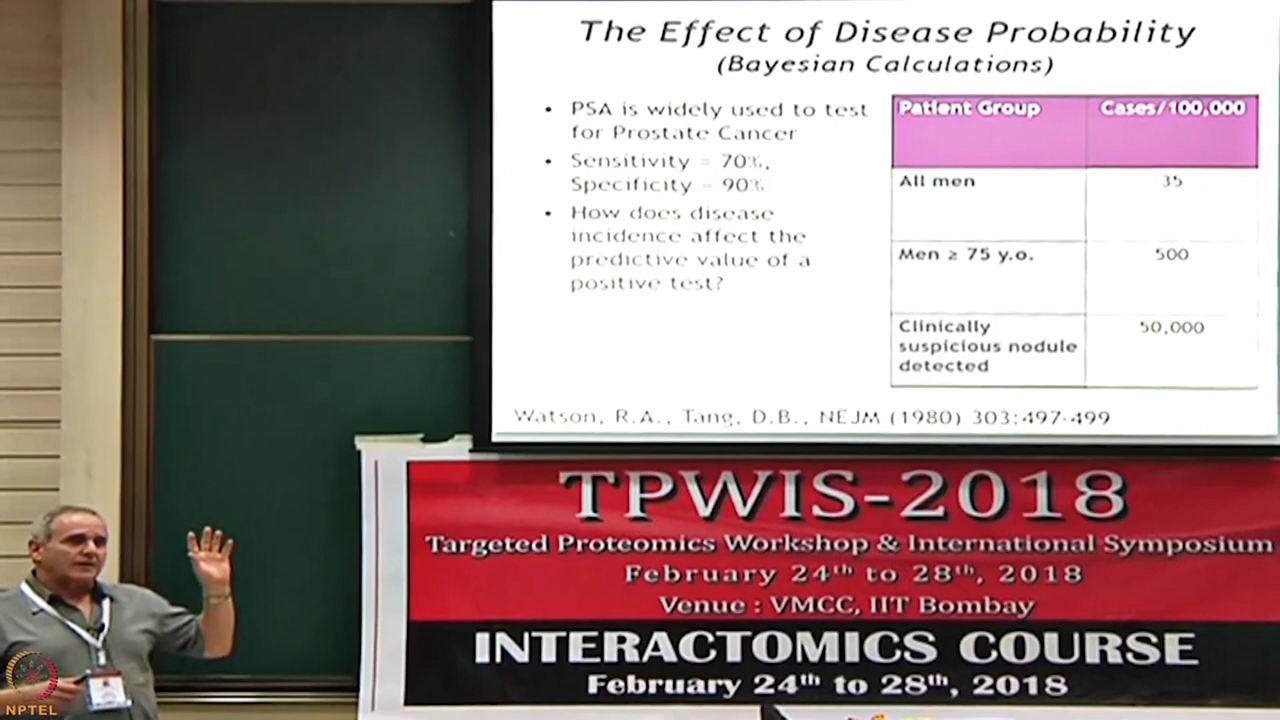 The Effect of Disease Probability
(Bayesian Calculations)
• PSA is widely used to test
for Prostate Cancer
• Sensitivity = 70%,
Specificity = 90%
• How does disease
incidence affect the
predictive value of a
positive test?
Patient Group Cases/100,000
All men 35
Men ≥ 75 y.o. 500
Clinically
suspicious nodule
detected 50,000
Watson, R.A., Tang, D.B., NEJM (1980) 303:497-499
TPWIS-2018
Targeted Proteomics Workshop & International Symposium
February 24th to 28th, 2018
Venue : VMCC, IIT Bombay
INTERACTOMICS COURSE
February 24th to 28th, 2018
NPTEL